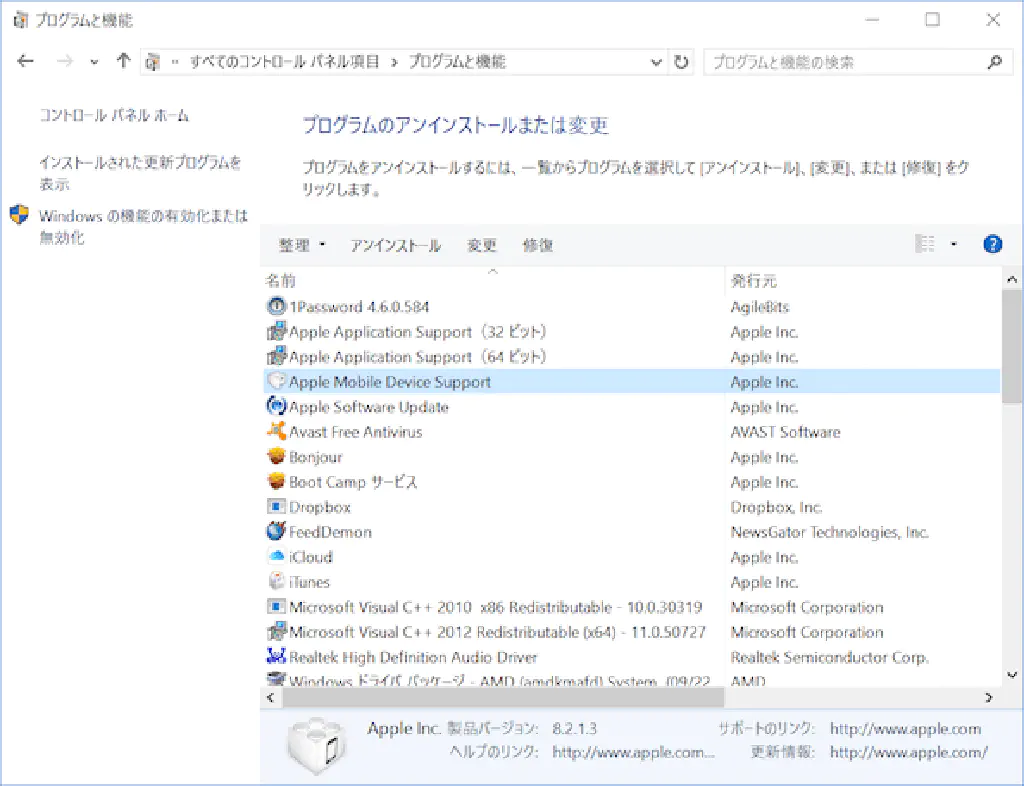 プログラムと機能
すべてのコントロール パネル項目 > プログラムと機能
プログラムと機能の検索
コントロール パネル ホーム
インストールされた更新プログラムを
表示
Windows の機能の有効化または
無効化
プログラムのアンインストールまたは変更
プログラムをアンインストールするには、一覧からプログラムを選択して [アンインストール]、[変更]、または [修復] をク
リックします。
整理 アンインストール 変更 修復
名前 発行元
1Password 4.6.0.584 AgileBits
Apple Application Support（32 ビット） Apple Inc.
Apple Application Support（64 ビット） Apple Inc.
Apple Mobile Device Support Apple Inc.
Apple Software Update Apple Inc.
Avast Free Antivirus AVAST Software
Bonjour Apple Inc.
Boot Camp サービス Apple Inc.
Dropbox Dropbox, Inc.
FeedDemon NewsGator Technologies, Inc.
iCloud Apple Inc.
iTunes Apple Inc.
Microsoft Visual C++ 2010 x86 Redistributable - 10.0.30319 Microsoft Corporation
Microsoft Visual C++ 2012 Redistributable (x64) - 11.0.50727 Microsoft Corporation
Realtek High Definition Audio Driver Realtek Semiconductor Corp.
Windows ドライバ パッケージ - AMD (amdkmafd) System (09/22 AMD
Apple Inc. 製品バージョン: 8.2.1.3 サポートのリンク: http://www.apple.com
ヘルプのリンク: http://www.apple.com... 更新情報: http://www.apple.com/